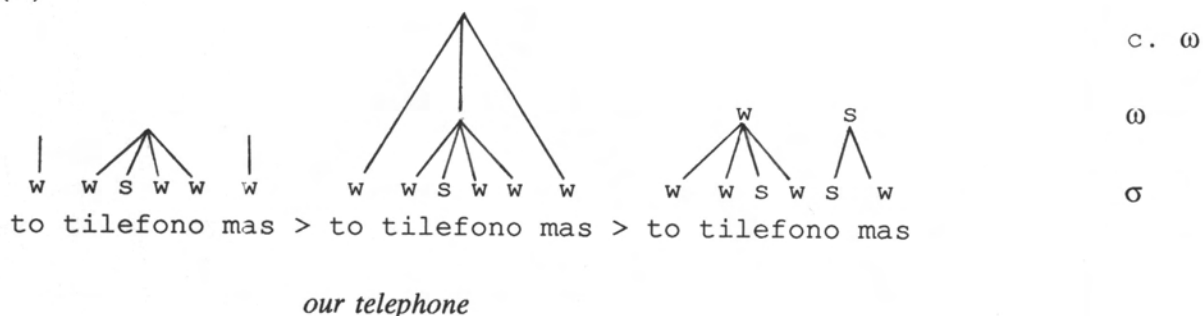 c. ω
w s ω
w w s w w w w w s w w w w w s w s w σ
to tilefono mas > to tilefono mas > to tilefono mas
our telephone